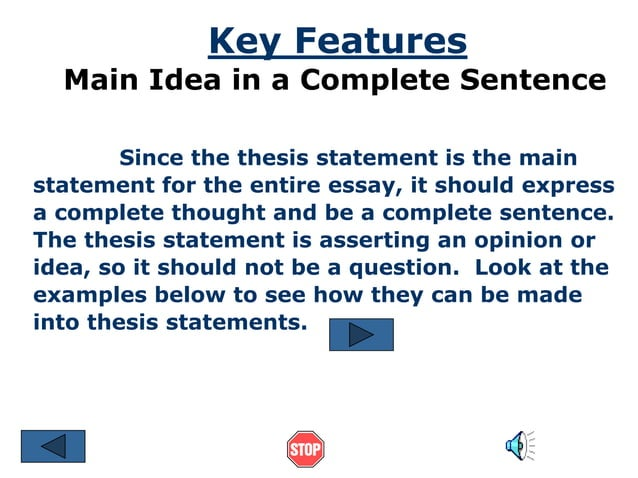 Key Features
Main Idea in a Complete Sentence
Since the thesis statement is the main
statement for the entire essay, it should express
a complete thought and be a complete sentence.
The thesis statement is asserting an opinion or
idea, so it should not be a question.  Look at the
examples below to see how they can be made
into thesis statements.
STOP